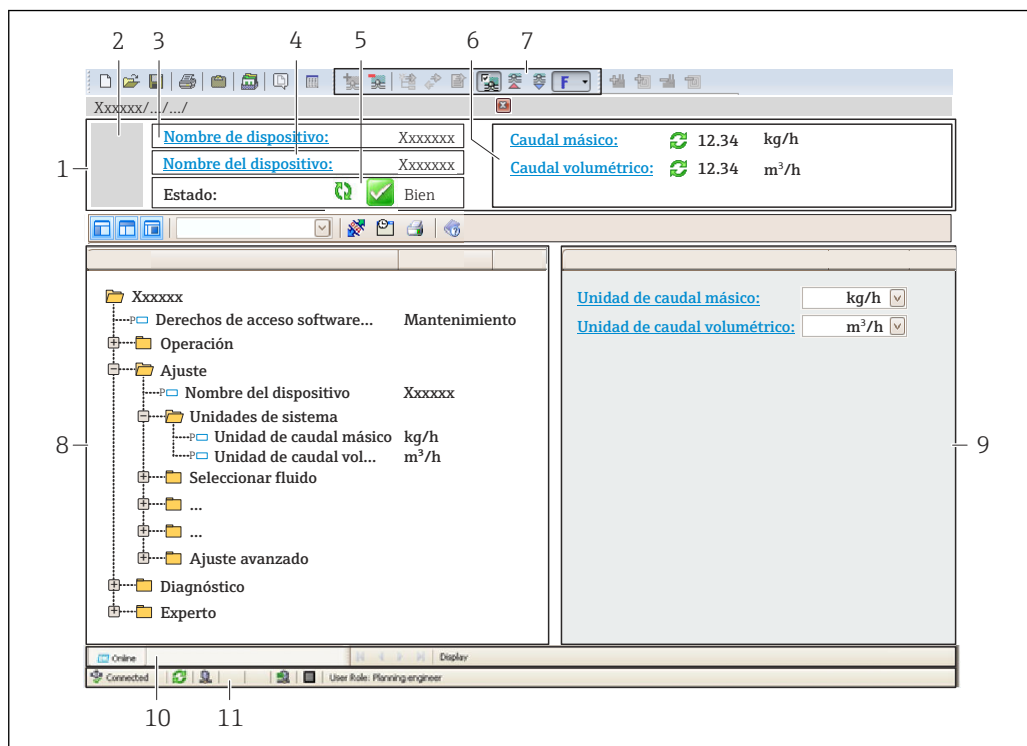 2 3 4 5 6 7
F
Xxxxxx/.../.../
1
Nombre de dispositivo: Xxxxxxx
Nombre del dispositivo: Xxxxxxx
Estado: Bien
Caudal másico: 12.34 kg/h
Caudal volumétrico: 12.34 m³/h
Xxxxxx
P Derechos de acceso software... Mantenimiento
Operación
Ajuste
P Nombre del dispositivo Xxxxxx
Unidades de sistema
P Unidad de caudal másico kg/h
P Unidad de caudal vol... m³/h
Seleccionar fluido
...
...
Ajuste avanzado
Diagnóstico
Experto
8
Unidad de caudal másico: kg/h
Unidad de caudal volumétrico: m³/h
9
Online Display
Connected User Role: Planning engineer
10 11